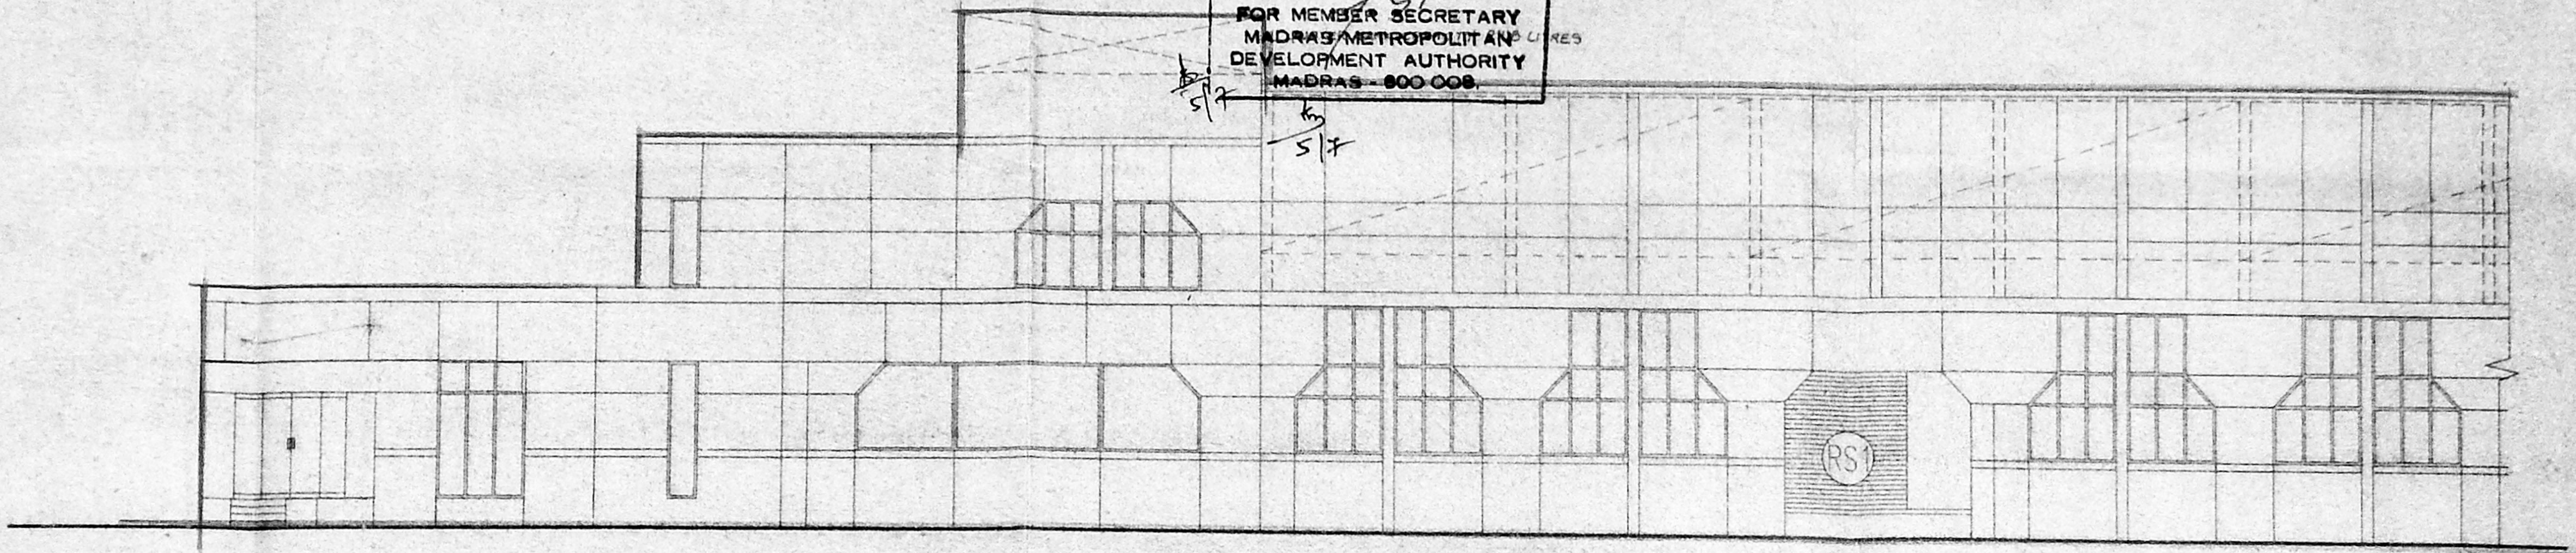 FOR MEMBER SECRETARY
MADRAS METROPOLITAN
DEVELOPMENT AUTHORITY
MADRAS - 600 008.
5/7
5/7
RS1